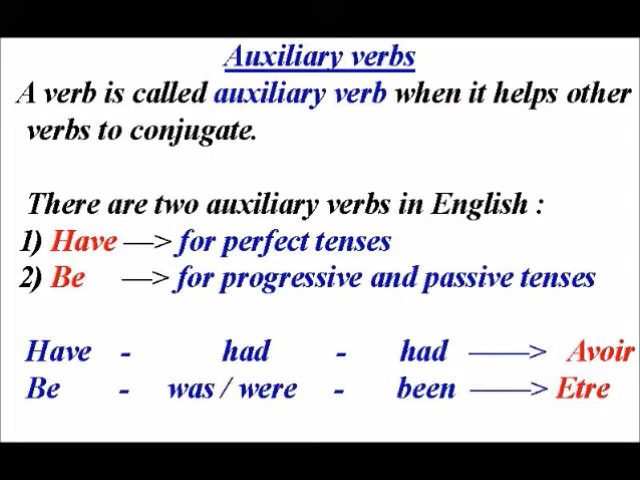 Auxiliary verbs
A verb is called auxiliary verb when it helps other
verbs to conjugate.
There are two auxiliary verbs in English :
1) Have —> for perfect tenses
2) Be —> for progressive and passive tenses
Have - had - had ——> Avoir
Be - was / were - been ——> Etre